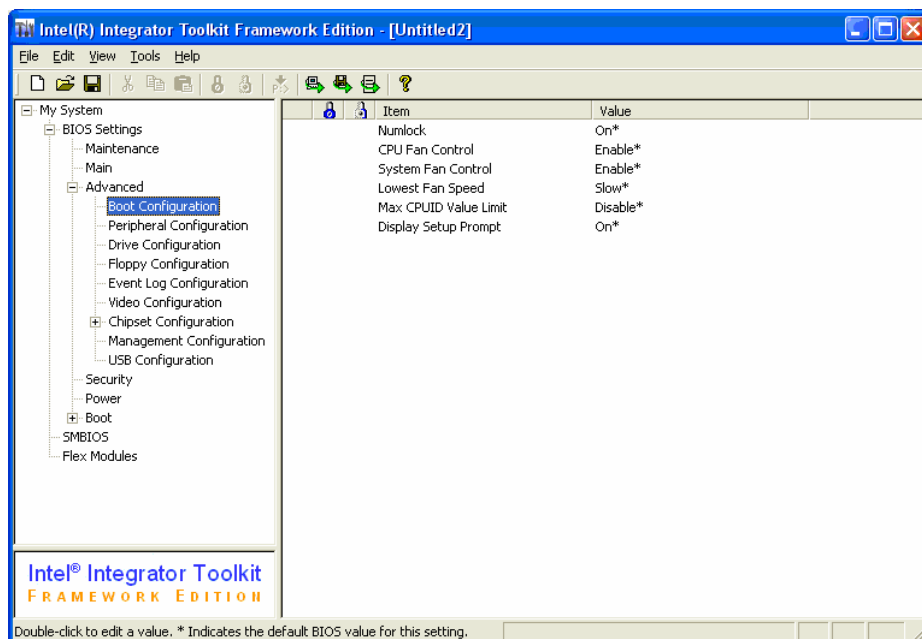 Intel(R) Integrator Toolkit Framework Edition - [Untitled2]
File Edit View Tools Help
My System
BIOS Settings
Maintenance
Main
Advanced
Boot Configuration
Peripheral Configuration
Drive Configuration
Floppy Configuration
Event Log Configuration
Video Configuration
Chipset Configuration
Management Configuration
USB Configuration
Security
Power
Boot
SMBIOS
Flex Modules
Item Value
Numlock On*
CPU Fan Control Enable*
System Fan Control Enable*
Lowest Fan Speed Slow*
Max CPUID Value Limit Disable*
Display Setup Prompt On*
Intel® Integrator Toolkit
FRAMEWORK EDITION
Double-click to edit a value. * Indicates the default BIOS value for this setting.